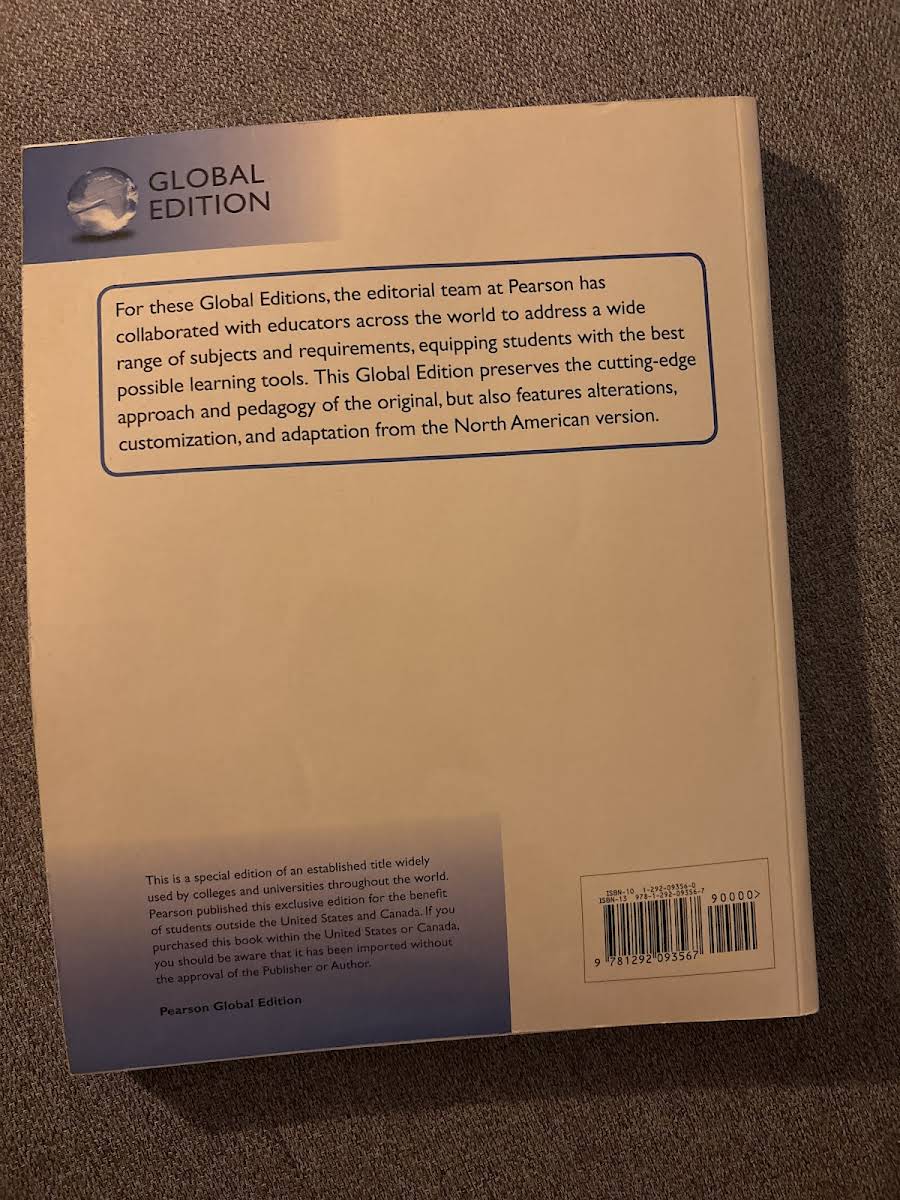 GLOBAL
EDITION
For these Global Editions, the editorial team at Pearson has
collaborated with educators across the world to address a wide
range of subjects and requirements, equipping students with the best
possible learning tools. This Global Edition preserves the cutting-edge
approach and pedagogy of the original, but also features alterations,
customization, and adaptation from the North American version.
This is a special edition of an established title widely
used by colleges and universities throughout the world.
Pearson published this exclusive edition for the benefit
of students outside the United States and Canada. If you
purchased this book within the United States or Canada,
you should be aware that it has been imported without
the approval of the Publisher or Author.
Pearson Global Edition
ISBN-10 1-292-09356-0
ISBN-13 978-1-292-09356-7
90000>
9 781292 093567